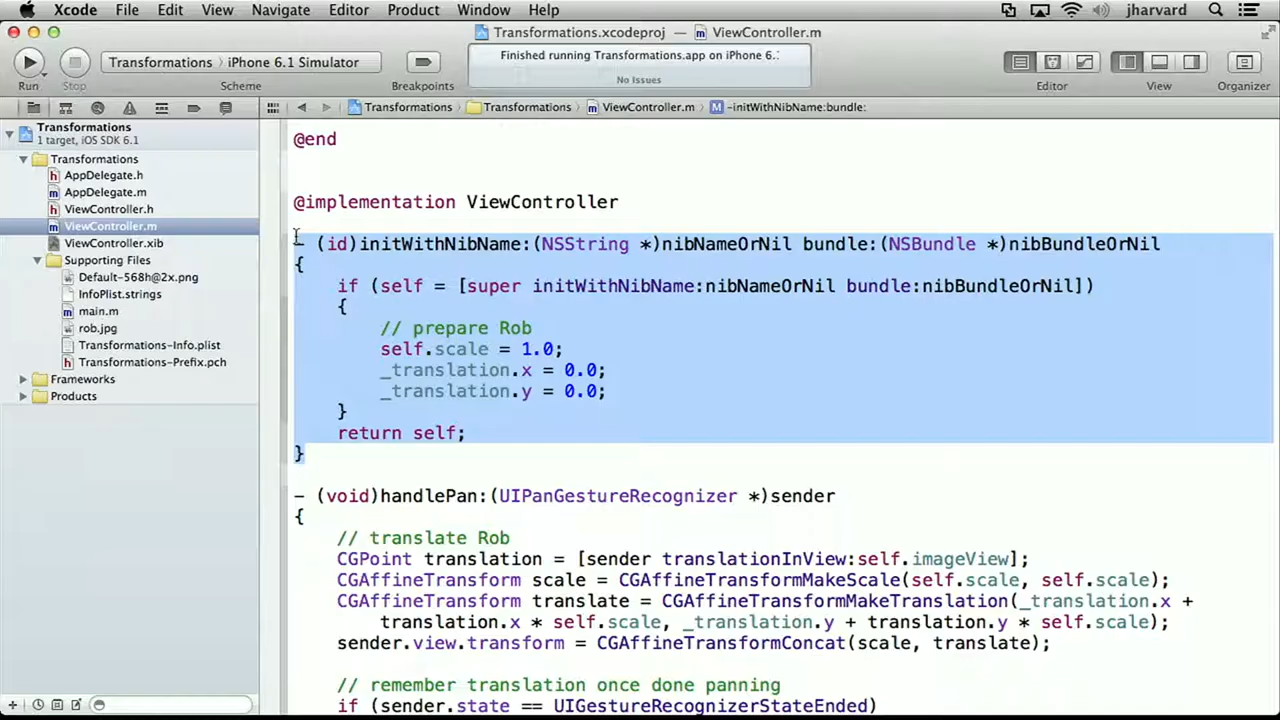 Xcode File Edit View Navigate Editor Product Window Help jharvard
Transformations.xcodeproj — ViewController.m
Run Stop Transformations › iPhone 6.1 Simulator
Scheme Breakpoints
Finished running Transformations.app on iPhone 6.:
No Issues
Editor View Organizer
Transformations › Transformations › ViewController.m › -initWithNibName:bundle:
Transformations
1 target, iOS SDK 6.1
Transformations
AppDelegate.h
AppDelegate.m
ViewController.h
ViewController.m
ViewController.xib
Supporting Files
Default-568h@2x.png
InfoPlist.strings
main.m
rob.jpg
Transformations-Info.plist
Transformations-Prefix.pch
Frameworks
Products
@end
@implementation ViewController
- (id)initWithNibName:(NSString *)nibNameOrNil bundle:(NSBundle *)nibBundleOrNil
{
if (self = [super initWithNibName:nibNameOrNil bundle:nibBundleOrNil])
{
// prepare Rob
self.scale = 1.0;
_translation.x = 0.0;
_translation.y = 0.0;
}
return self;
}
- (void)handlePan:(UIPanGestureRecognizer *)sender
{
// translate Rob
CGPoint translation = [sender translationInView:self.imageView];
CGAffineTransform scale = CGAffineTransformMakeScale(self.scale, self.scale);
CGAffineTransform translate = CGAffineTransformMakeTranslation(_translation.x +
translation.x * self.scale, _translation.y + translation.y * self.scale);
sender.view.transform = CGAffineTransformConcat(scale, translate);
// remember translation once done panning
if (sender.state == UIGestureRecognizerStateEnded)